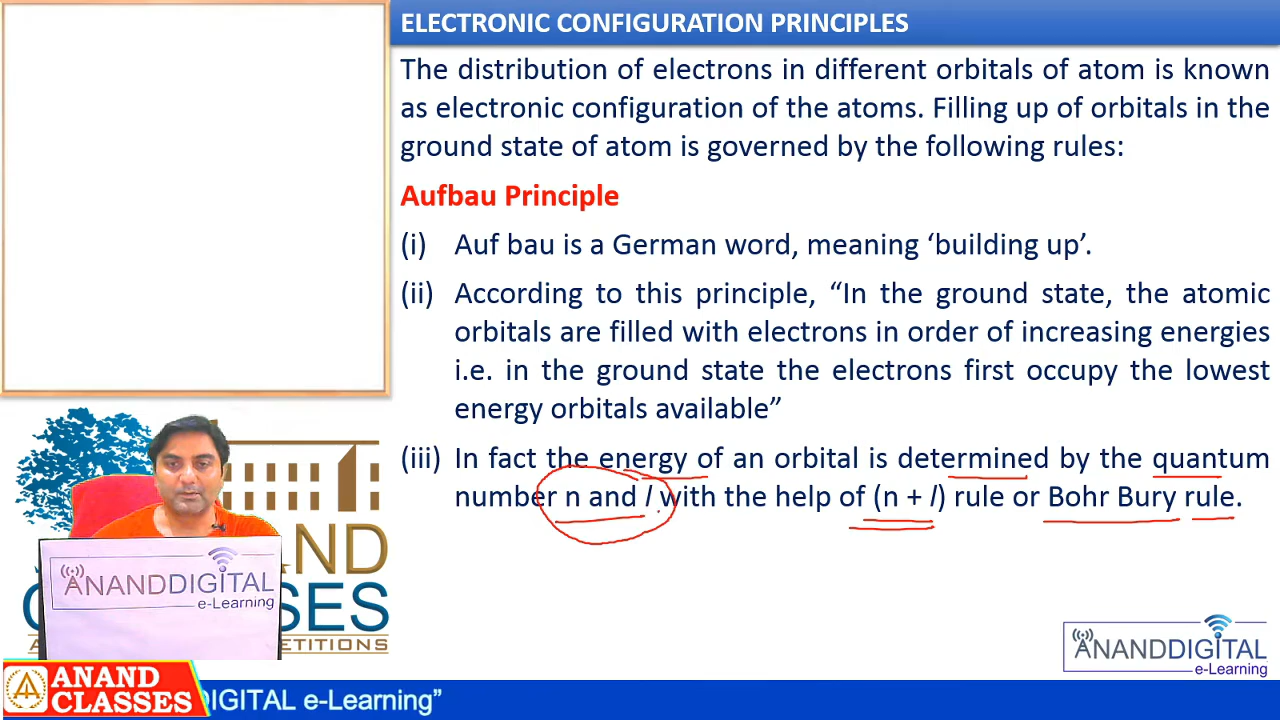 ELECTRONIC CONFIGURATION PRINCIPLES
The distribution of electrons in different orbitals of atom is known
as electronic configuration of the atoms. Filling up of orbitals in the
ground state of atom is governed by the following rules:
Aufbau Principle
(i) Auf bau is a German word, meaning ‘building up’.
(ii) According to this principle, “In the ground state, the atomic
orbitals are filled with electrons in order of increasing energies
i.e. in the ground state the electrons first occupy the lowest
energy orbitals available”
(iii) In fact the energy of an orbital is determined by the quantum
number n and l with the help of (n + l) rule or Bohr Bury rule.
ANANDDIGITAL
e-Learning
ANANDDIGITAL
e-Learning
ANAND
CLASSES
DIGITAL e-Learning”